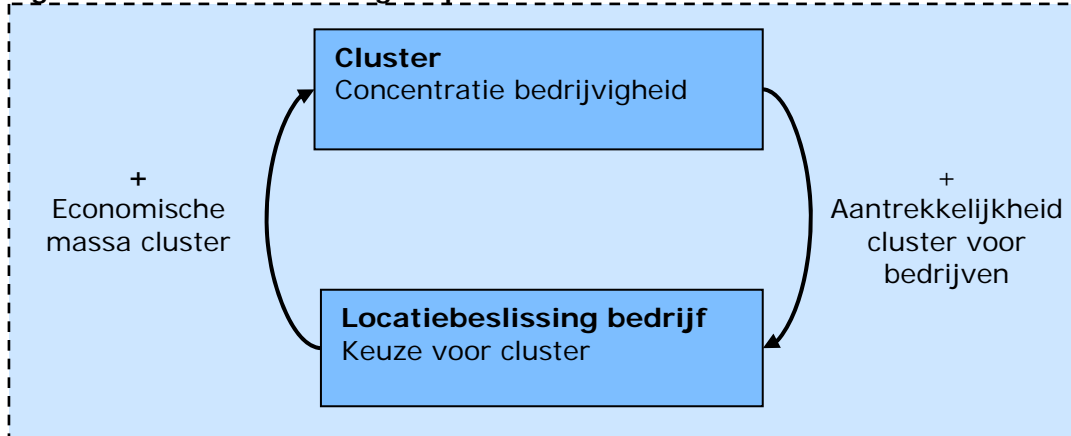 Cluster
Concentratie bedrijvigheid
+
Economische
massa cluster
+
Aantrekkelijkheid
cluster voor
bedrijven
Locatiebeslissing bedrijf
Keuze voor cluster